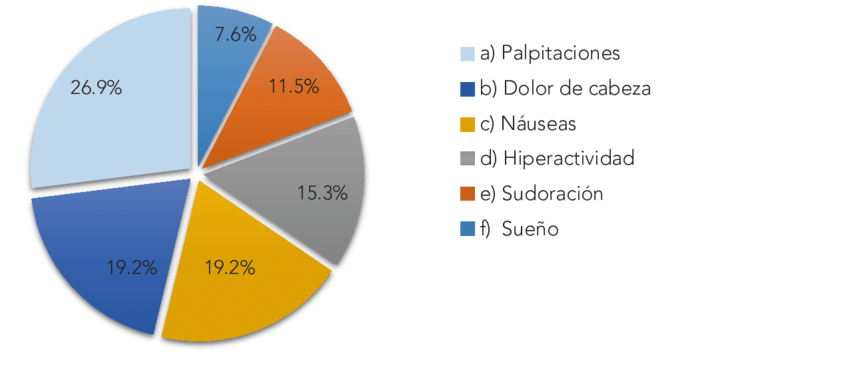 7.6%
11.5%
26.9%
15.3%
19.2%
19.2%
a) Palpitaciones
b) Dolor de cabeza
c) Náuseas
d) Hiperactividad
e) Sudoración
f) Sueño